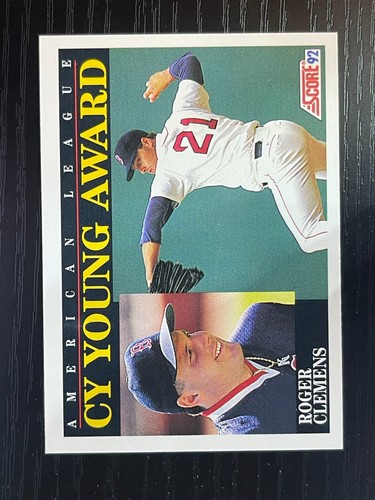 AMERICAN LEAGUE
CY YOUNG AWARD
21
SCORE 92
B
K
ROGER
CLEMENS